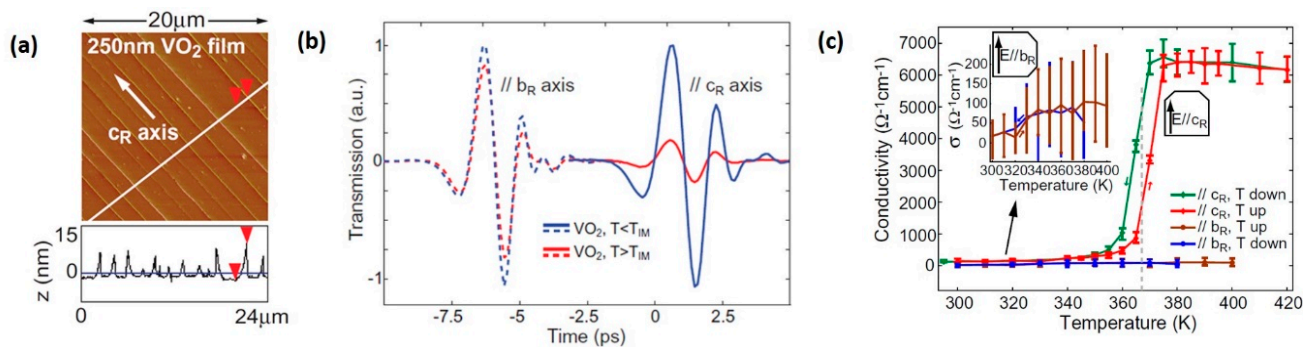 (a)
20μm
250nm VO2 film
cR axis
z (nm)
15
0
0
24μm
(b)
Transmission (a.u.)
1
0
-1
// bR axis
// cR axis
VO2, T<TIM
VO2, T>TIM
-7.5
-5
-2.5
0
2.5
Time (ps)
(c)
Conductivity (Ω-1cm-1)
7000
6000
5000
4000
3000
2000
1000
0
E//bR
σ (Ω-1cm-1)
200
150
100
50
0
300 320 340 360 380 400
Temperature (K)
E//cR
// cR, T down
// cR, T up
// bR, T up
// bR, T down
300
320
340
360
380
400
420
Temperature (K)